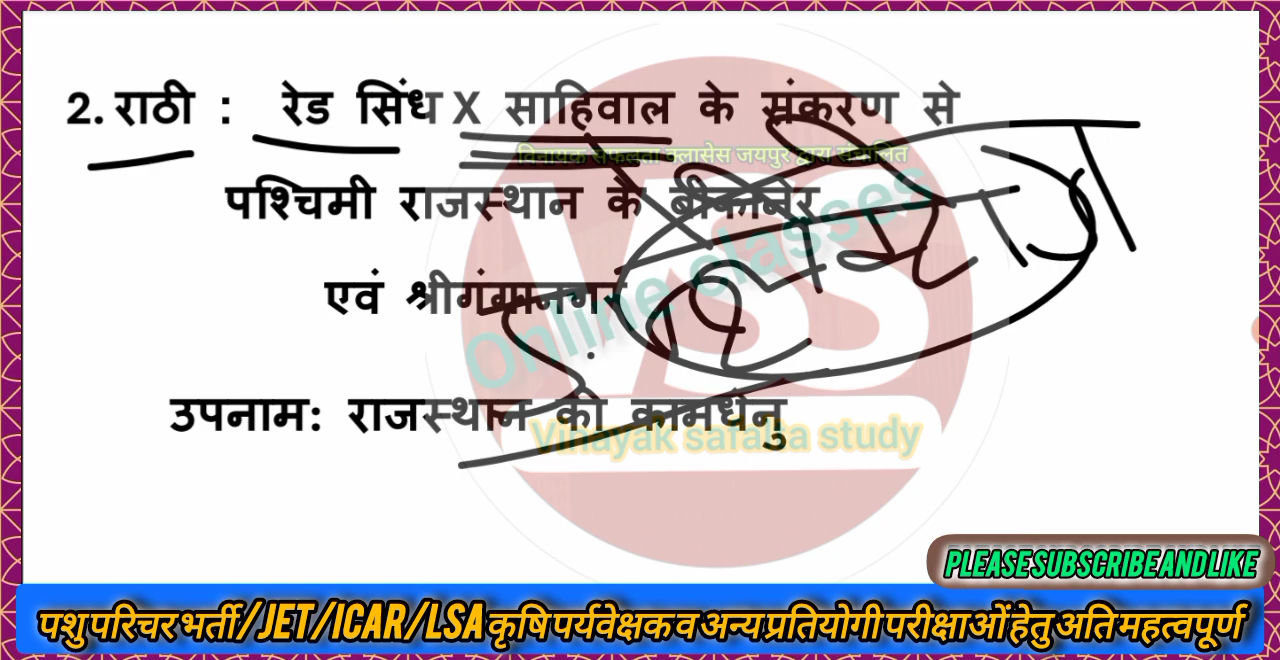 2. राठी : रेड सिंध X साहिवाल के संकरण से
विनायक सफलता क्लासेस जयपुर द्वारा संचालित
पश्चिमी राजस्थान के बीकानेर
VSS
Online classes
एवं श्रीगंगानगर
उपनाम: राजस्थान की कामधेनु
Vinayak safalta study
PLEASE SUBSCRIBE AND LIKE
पशु परिचर भर्ती/JET/ICAR/LSA कृषि पर्यवेक्षक व अन्य प्रतियोगी परीक्षाओं हेतु अति महत्वपूर्ण